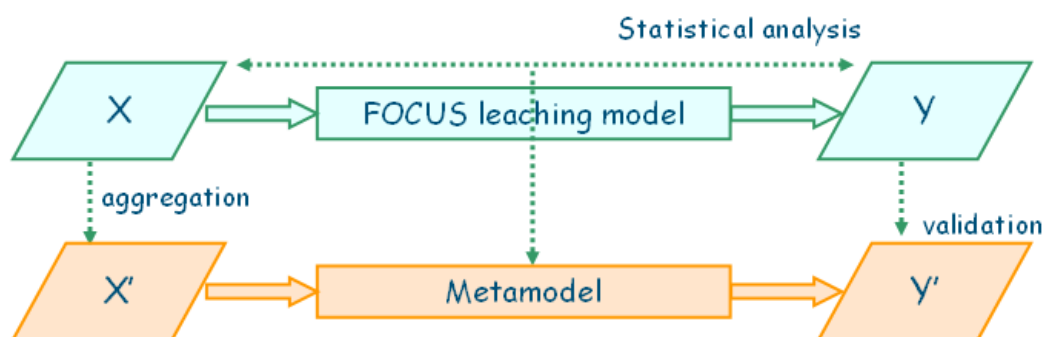 Statistical analysis
X
FOCUS leaching model
Y
aggregation
validation
X'
Metamodel
Y'